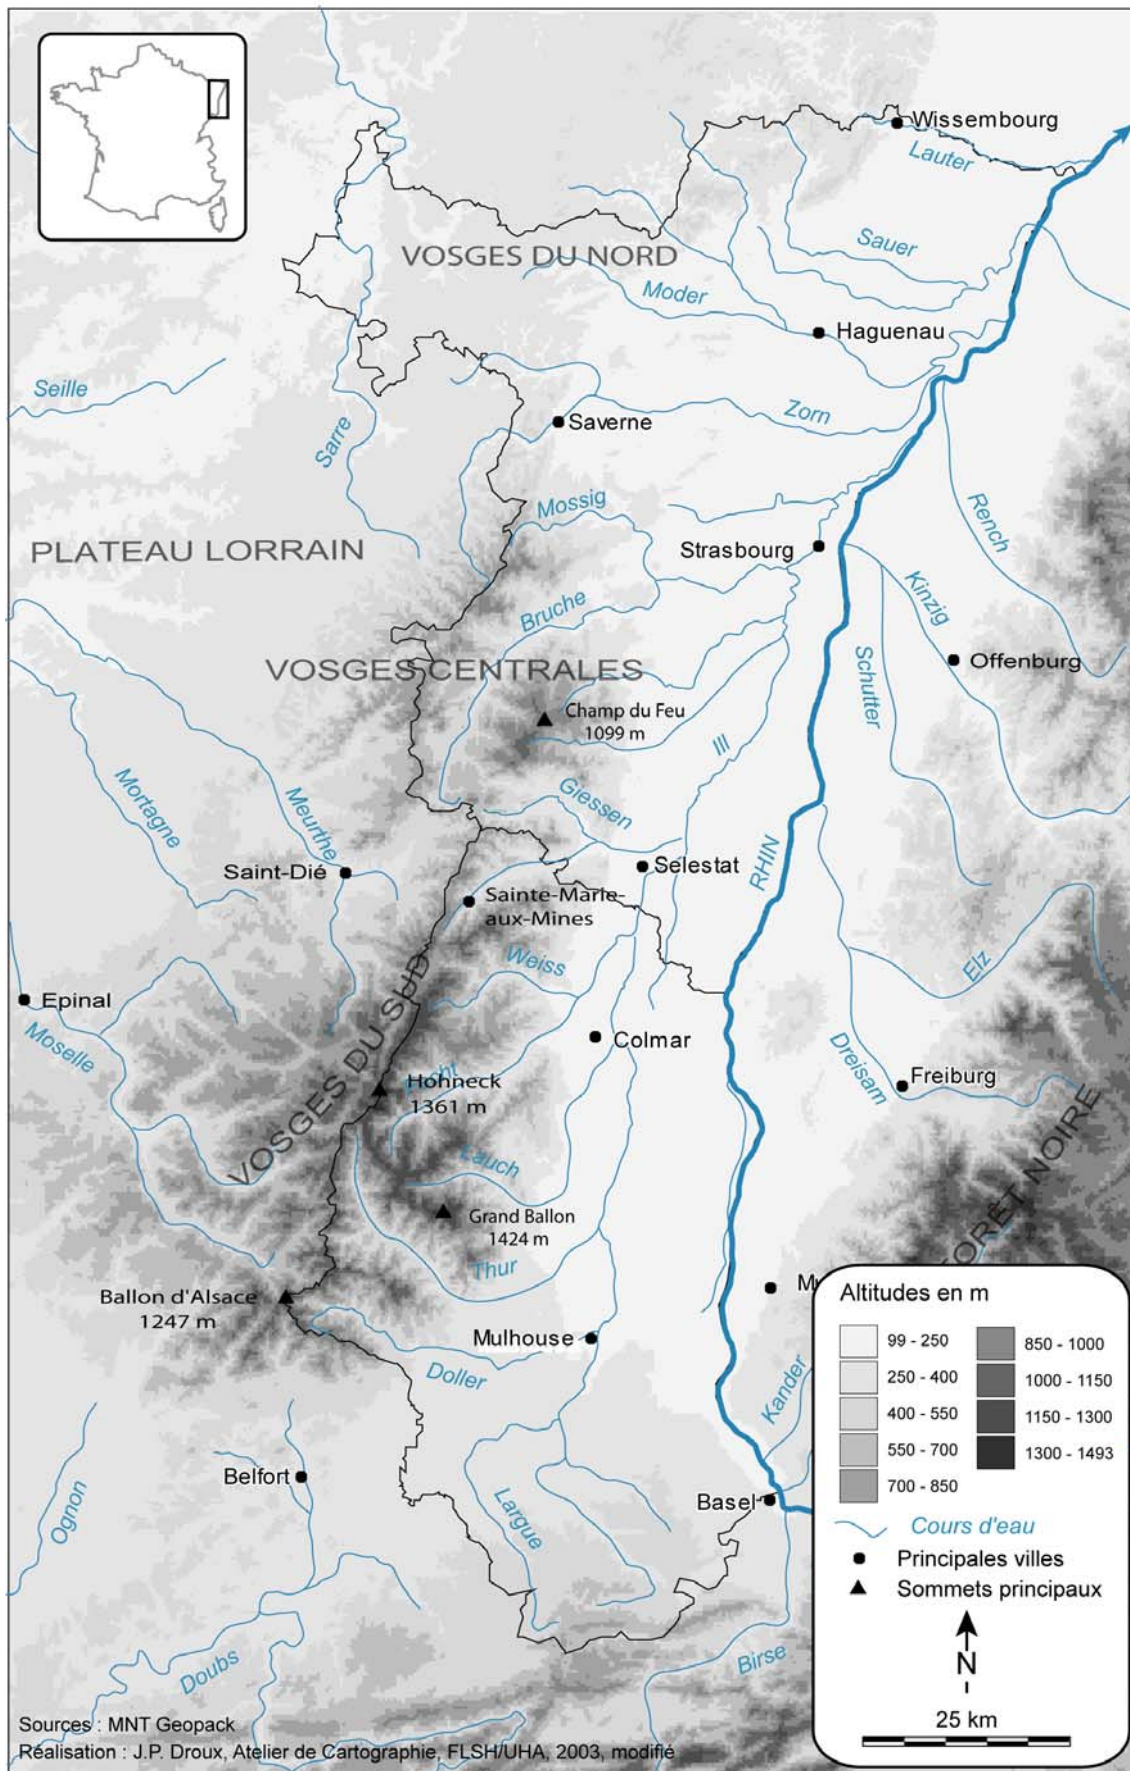 Wissembourg
Lauter
VOSGES DU NORD
Sauer
Moder
Haguenau
Seille
Sarre
Saverne
Zorn
Mossig
Rench
PLATEAU LORRAIN
Strasbourg
Kinzig
Bruche
Schutter
Offenburg
VOSGES CENTRALES
Champ du Feu
1099 m
Ill
Mortagne
Meurthe
Giessen
RHIN
Saint-Dié
Selestat
Sainte-Marie-
aux-Mines
Weiss
Elz
Epinal
Moselle
VOSGES DU SUD
Colmar
Dreisam
Freiburg
Hohneck
1361 m
Lauch
Grand Ballon
1424 m
FORÊT NOIRE
Thur
Ballon d'Alsace
1247 m
Mulhouse
Doller
Kander
Belfort
Largue
Basel
Ognon
Doubs
Birse
Altitudes en m
99 - 250
250 - 400
400 - 550
550 - 700
700 - 850
850 - 1000
1000 - 1150
1150 - 1300
1300 - 1493
Cours d'eau
Principales villes
Sommets principaux
N
25 km
Sources : MNT Geopack
Réalisation : J.P. Droux, Atelier de Cartographie, FLSH/UHA, 2003, modifié